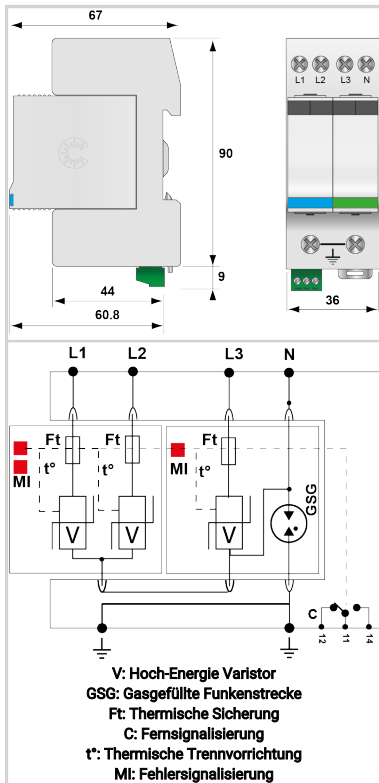 67
L1 L2 L3 N
90
9
44
60.8
36
L1 L2 L3 N
Ft Ft Ft
MI t° t° MI t° GSG
V V V
C
12 11 14
V: Hoch-Energie Varistor
GSG: Gasgefüllte Funkenstrecke
Ft: Thermische Sicherung
C: Fernsignalisierung
t°: Thermische Trennvorrichtung
MI: Fehlersignalisierung